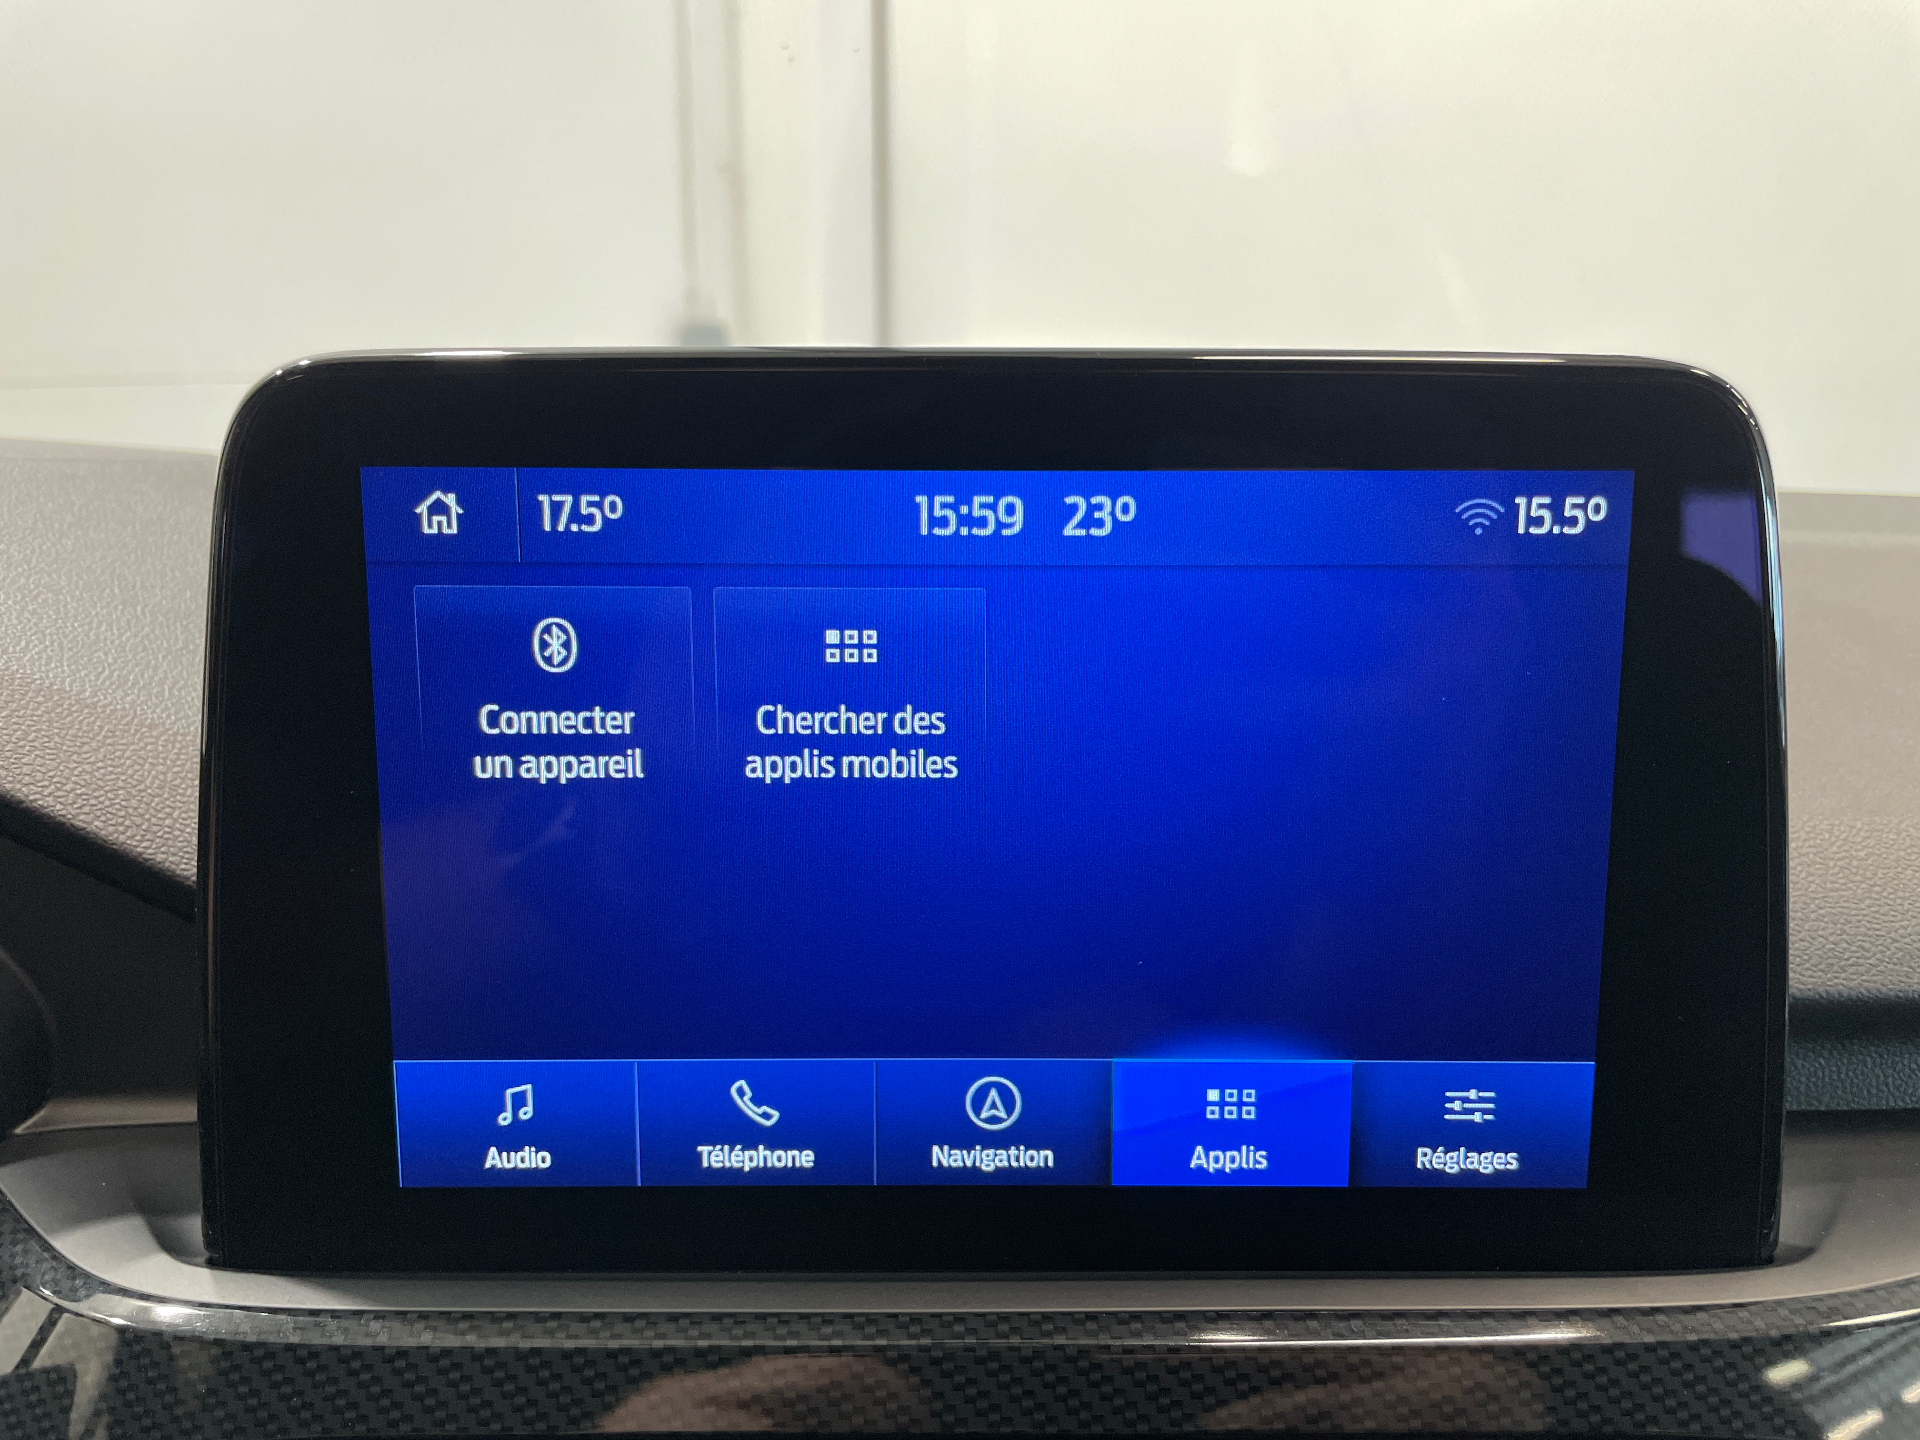 17.5° 15:59 23° 15.5°
Connecter
un appareil
Chercher des
applis mobiles
Audio Téléphone Navigation Applis Réglages